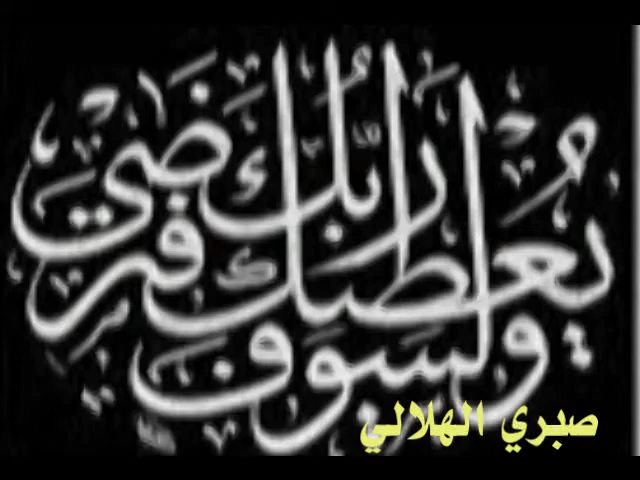 ولسوف
يعطيك
ربك فترضى
صبري الهلالي